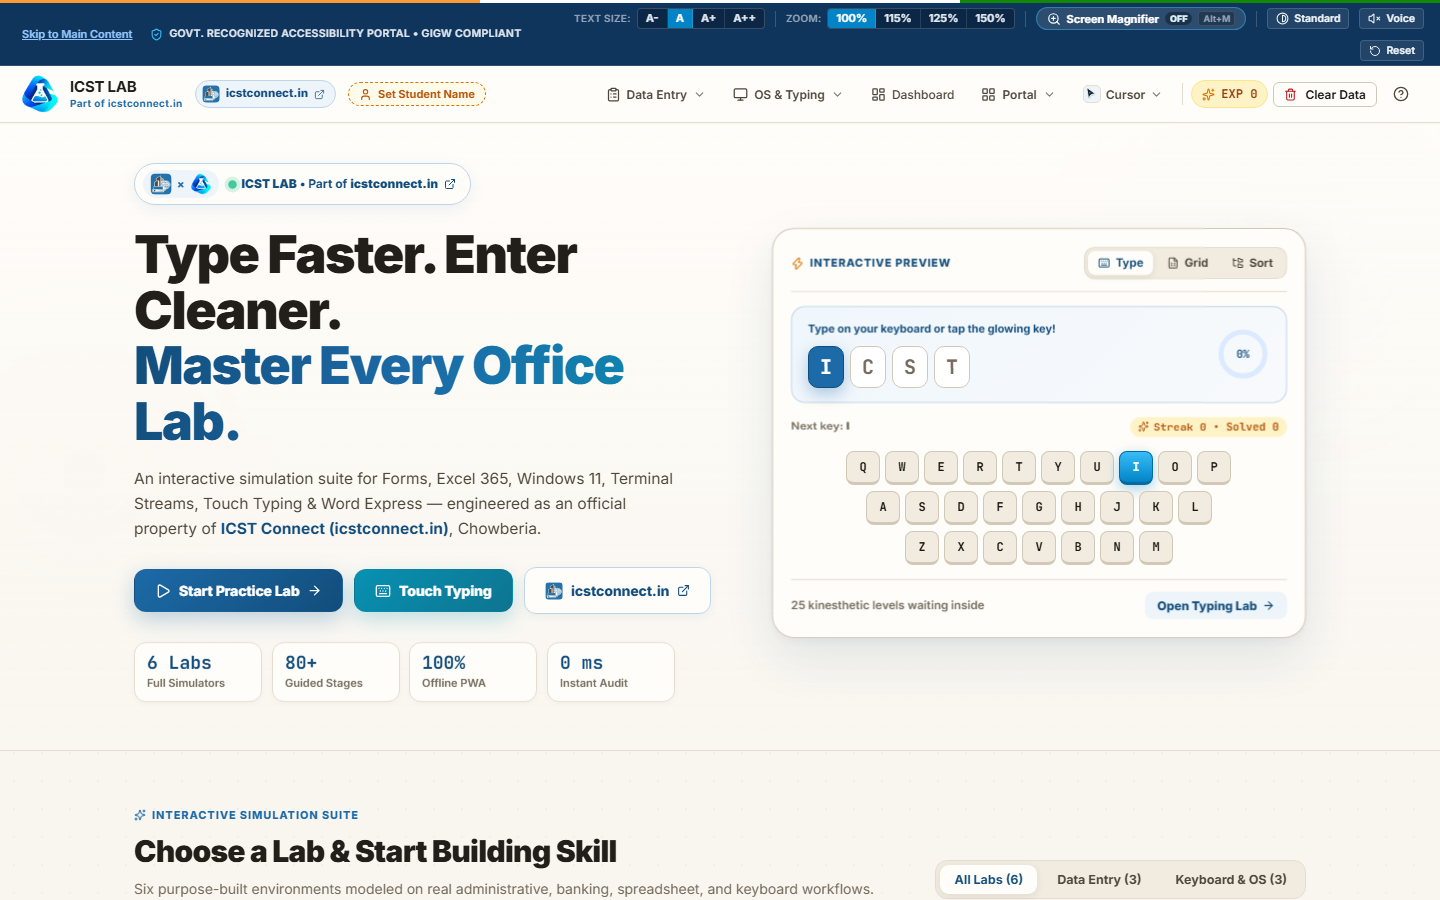 Skip to Main Content
GOVT. RECOGNIZED ACCESSIBILITY PORTAL • GIGW COMPLIANT
TEXT SIZE: A- A A+ A++
ZOOM: 100% 115% 125% 150%
Screen Magnifier OFF Alt+M
Standard
Voice
Reset
ICST LAB
Part of icstconnect.in
icstconnect.in
Set Student Name
Data Entry
OS & Typing
Dashboard
Portal
Cursor
EXP 0
Clear Data
× ICST LAB • Part of icstconnect.in
Type Faster. Enter
Cleaner.
Master Every Office
Lab.
An interactive simulation suite for Forms, Excel 365, Windows 11, Terminal
Streams, Touch Typing & Word Express — engineered as an official
property of ICST Connect (icstconnect.in), Chowberia.
Start Practice Lab
Touch Typing
icstconnect.in
6 Labs
Full Simulators
80+
Guided Stages
100%
Offline PWA
0 ms
Instant Audit
INTERACTIVE PREVIEW
Type
Grid
Sort
Type on your keyboard or tap the glowing key!
I C S T
0%
Next key: I
Streak 0 • Solved 0
Q W E R T Y U I O P
A S D F G H J K L
Z X C V B N M
25 kinesthetic levels waiting inside
Open Typing Lab
INTERACTIVE SIMULATION SUITE
Choose a Lab & Start Building Skill
Six purpose-built environments modeled on real administrative, banking, spreadsheet, and keyboard workflows.
All Labs (6)
Data Entry (3)
Keyboard & OS (3)